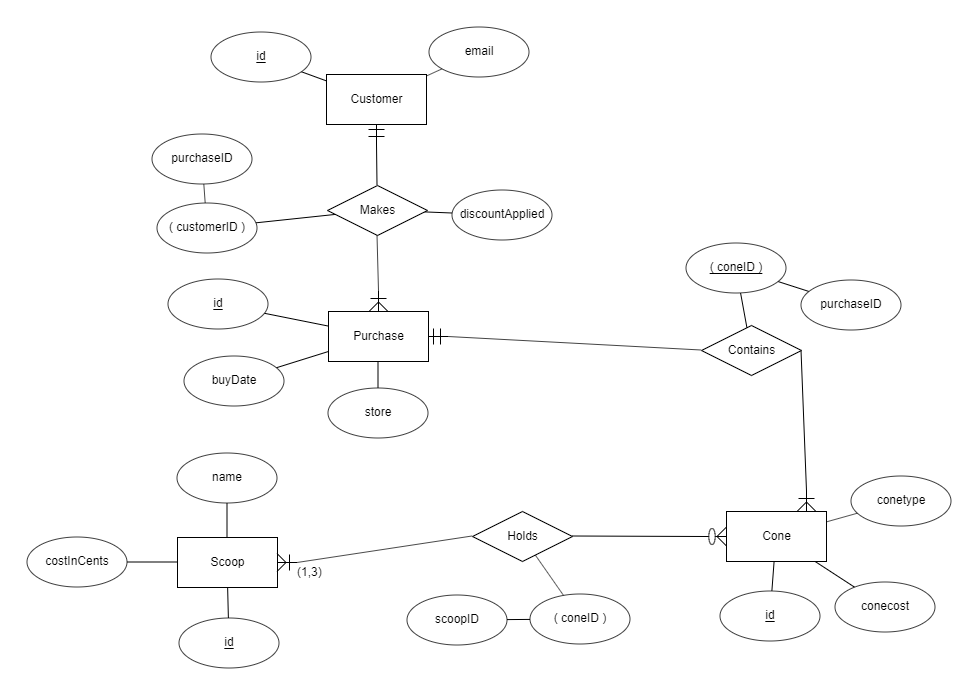 id
email
Customer
purchaseID
( customerID )
Makes
discountApplied
( coneID )
purchaseID
id
Purchase
Contains
buyDate
store
name
conetype
costInCents
Scoop
(1,3)
Holds
Cone
scoopID
( coneID )
id
conecost
id